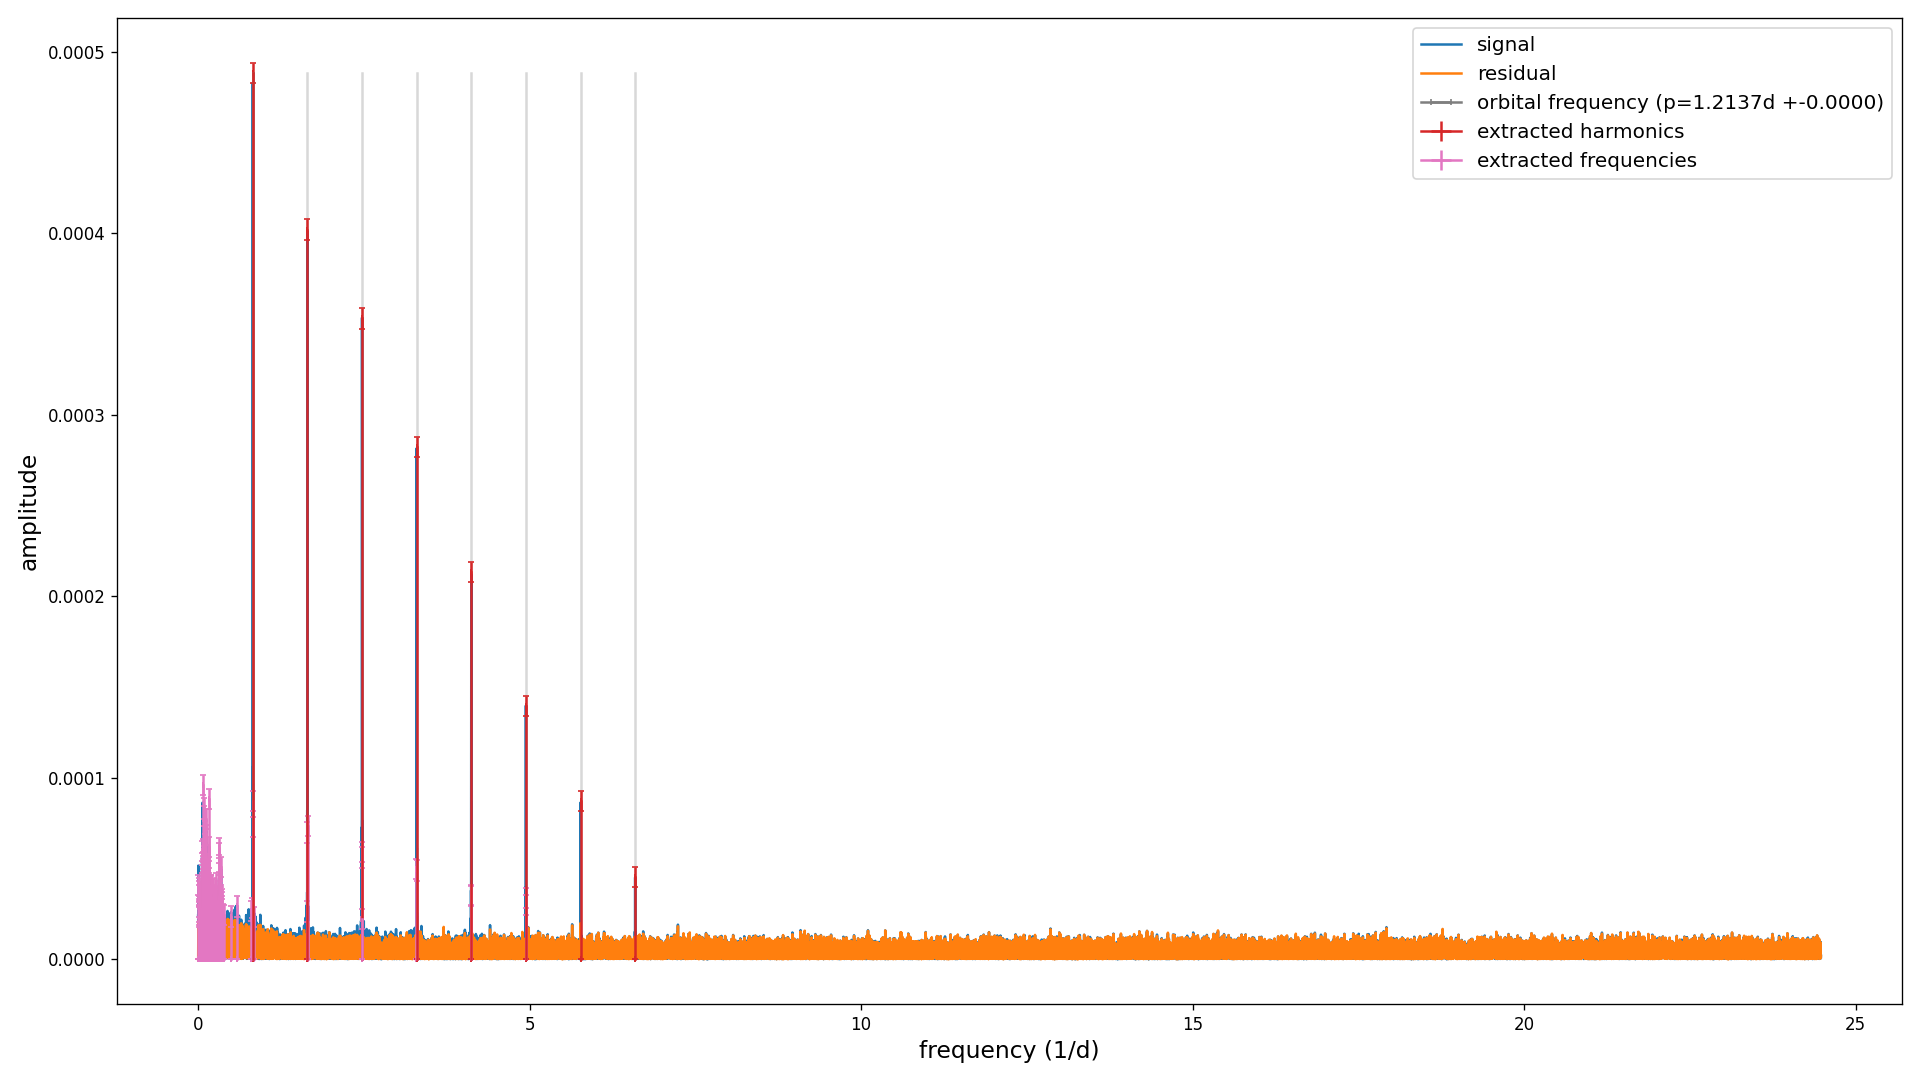 signal
residual
orbital frequency (p=1.2137d +-0.0000)
extracted harmonics
extracted frequencies
0.0005
0.0004
0.0003
0.0002
0.0001
0.0000
amplitude
0 5 10 15 20 25
frequency (1/d)